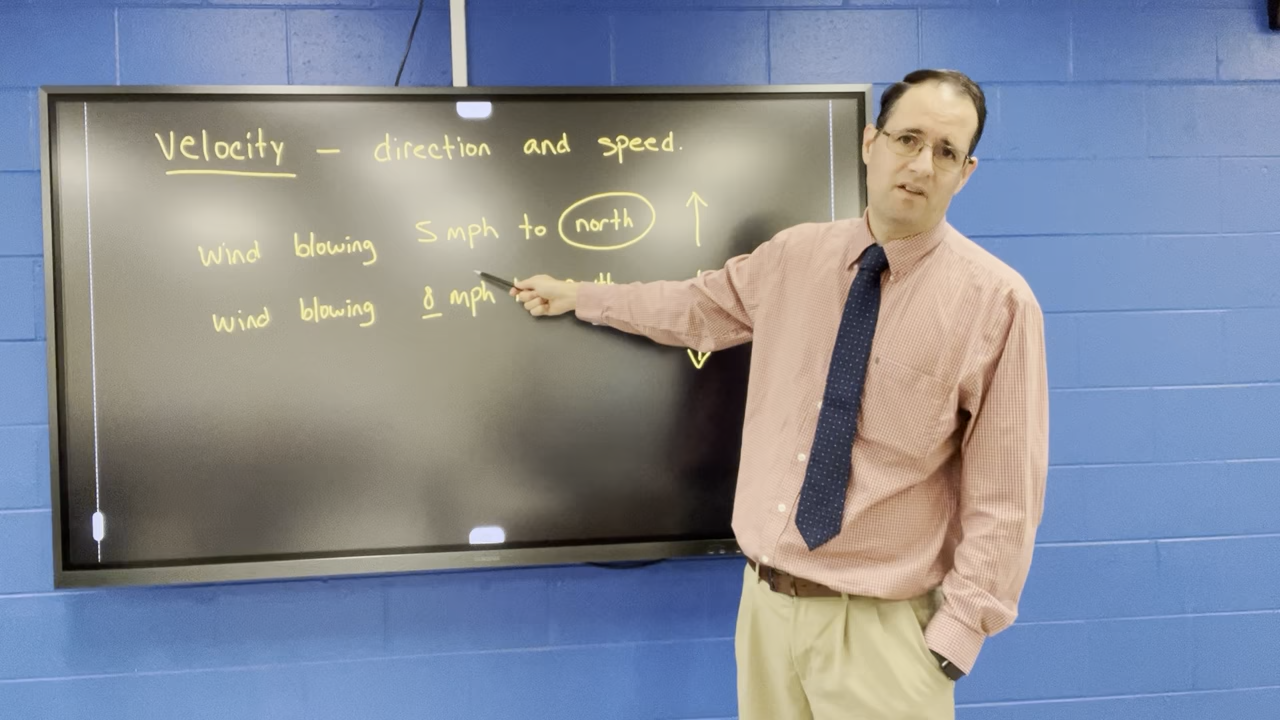 Velocity – direction and speed.
Wind blowing 5 mph to north
Wind blowing 8 mph